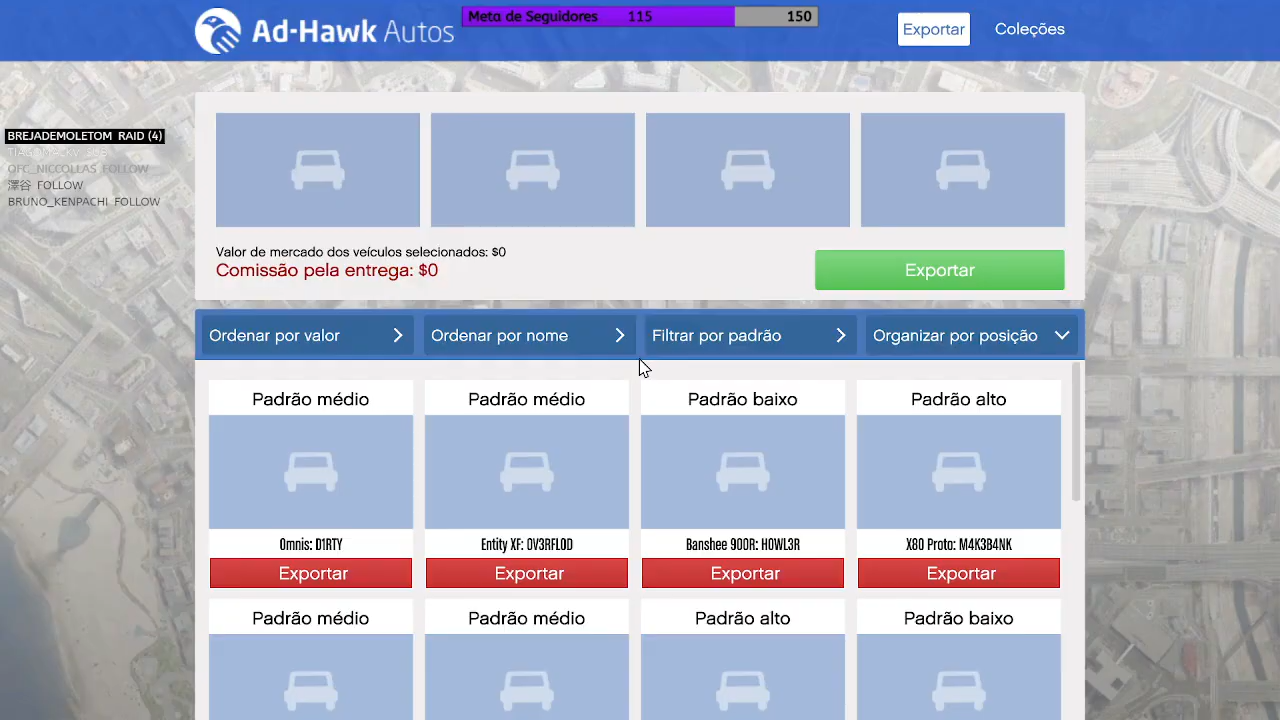 Meta de Seguidores 115 150
Ad-Hawk Autos
Exportar
Coleções
BREJADEMOLETOM RAID (4)
OFC_NICCOLLAS FOLLOW
澤谷 FOLLOW
BRUNO_KENPACHI FOLLOW
Valor de mercado dos veículos selecionados: $0
Comissão pela entrega: $0
Exportar
Ordenar por valor
Ordenar por nome
Filtrar por padrão
Organizar por posição
Padrão médio
Padrão médio
Padrão baixo
Padrão alto
Omnis: D1RTY
Entity XF: 0V3RFL0D
Banshee 900R: H0WL3R
X80 Proto: M4K3B4NK
Exportar
Exportar
Exportar
Exportar
Padrão médio
Padrão médio
Padrão alto
Padrão baixo